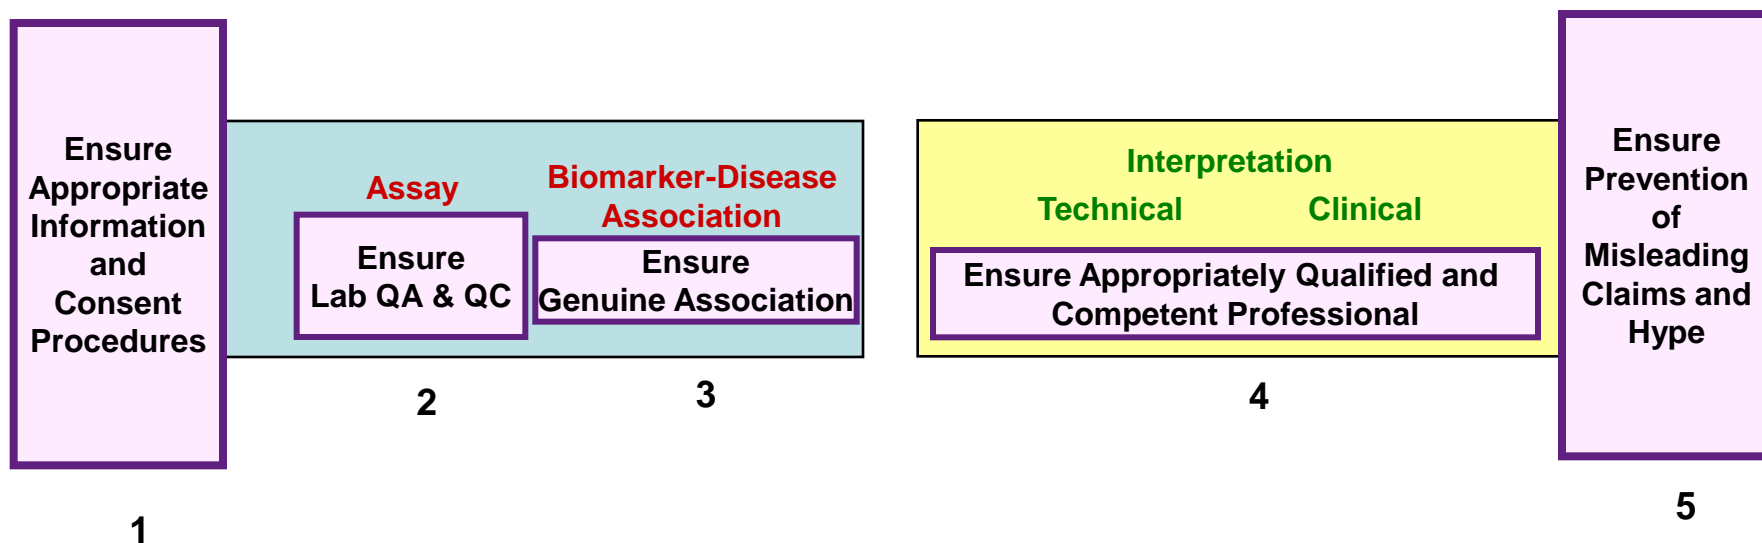 Ensure
Appropriate
Information
and
Consent
Procedures
1
Assay
Ensure
Lab QA & QC
2
Biomarker-Disease
Association
Ensure
Genuine Association
3
Interpretation
Technical Clinical
Ensure Appropriately Qualified and
Competent Professional
4
Ensure
Prevention
of
Misleading
Claims and
Hype
5